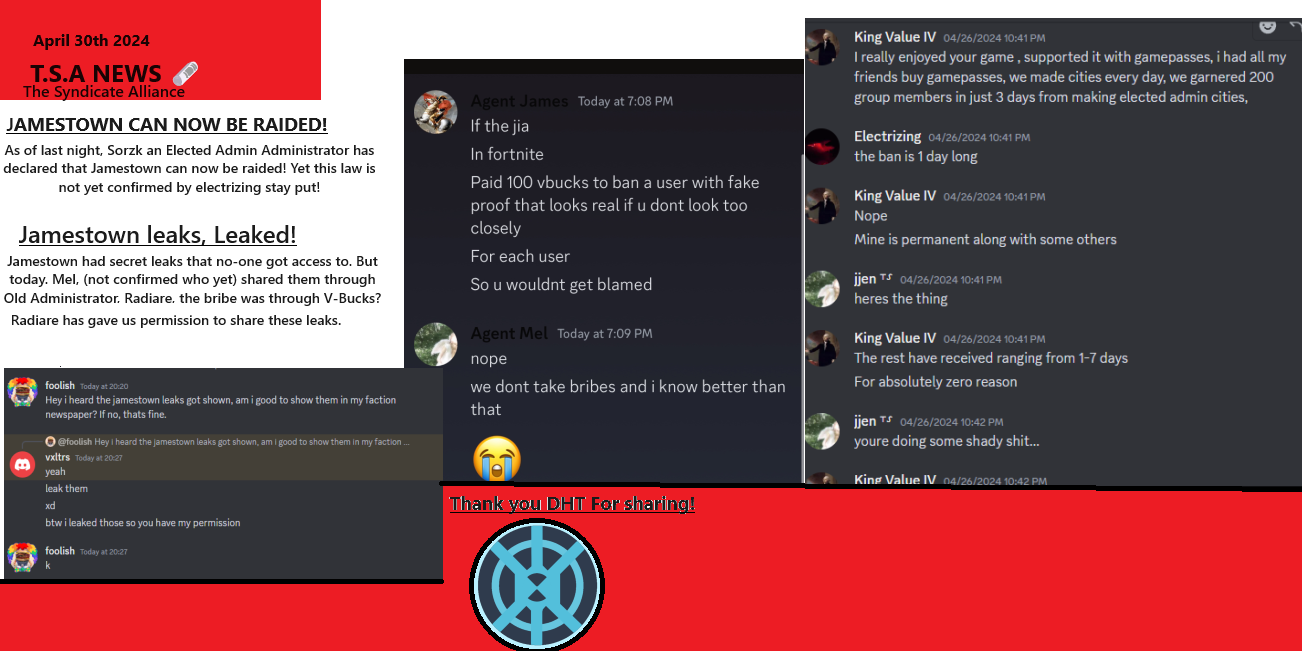 April 30th 2024
T.S.A NEWS
The Syndicate Alliance
JAMESTOWN CAN NOW BE RAIDED!
As of last night, Sorzk an Elected Admin Administrator has
declared that Jamestown can now be raided! Yet this law is
not yet confirmed by electrizing stay put!
Jamestown leaks, Leaked!
Jamestown had secret leaks that no-one got access to. But
today. Mel, (not confirmed who yet) shared them through
Old Administrator. Radiare. the bribe was through V-Bucks?
Radiare has gave us permission to share these leaks.
foolish Today at 20:20
Hey i heard the jamestown leaks got shown, am i good to show them in my faction
newspaper? If no, thats fine.
@foolish Hey i heard the jamestown leaks got shown, am i good to show them in my faction ...
vxltrs Today at 20:27
yeah
leak them
xd
btw i leaked those so you have my permission
foolish Today at 20:27
k
Agent James Today at 7:08 PM
If the jia
In fortnite
Paid 100 vbucks to ban a user with fake
proof that looks real if u dont look too
closely
For each user
So u wouldnt get blamed
Agent Mel Today at 7:09 PM
nope
we dont take bribes and i know better than
that
King Value IV 04/26/2024 10:41 PM
I really enjoyed your game , supported it with gamepasses, i had all my
friends buy gamepasses, we made cities every day, we garnered 200
group members in just 3 days from making elected admin cities,
Electrizing 04/26/2024 10:41 PM
the ban is 1 day long
King Value IV 04/26/2024 10:41 PM
Nope
Mine is permanent along with some others
jjen TS 04/26/2024 10:41 PM
heres the thing
King Value IV 04/26/2024 10:41 PM
The rest have received ranging from 1-7 days
For absolutely zero reason
jjen TS 04/26/2024 10:42 PM
youre doing some shady shit...
King Value IV 04/26/2024 10:42 PM
Thank you DHT For sharing!